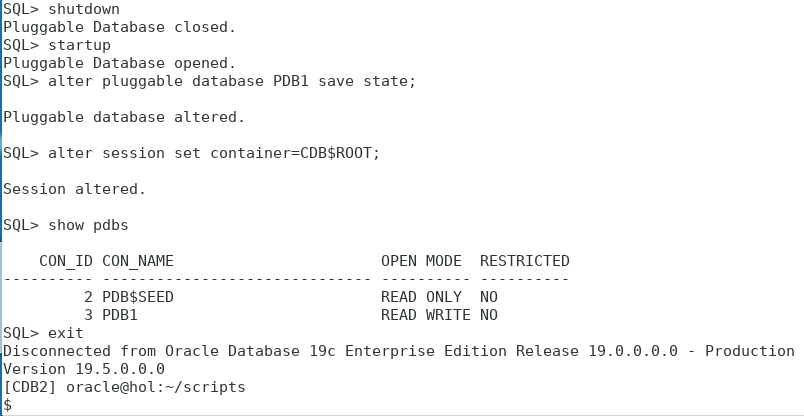 SQL> shutdown
Pluggable Database closed.
SQL> startup
Pluggable Database opened.
SQL> alter pluggable database PDB1 save state;
Pluggable database altered.
SQL> alter session set container=CDB$ROOT;
Session altered.
SQL> show pdbs
    CON_ID CON_NAME                       OPEN MODE  RESTRICTED
---------- ------------------------------ ---------- ----------
         2 PDB$SEED                       READ ONLY  NO
         3 PDB1                           READ WRITE NO
SQL> exit
Disconnected from Oracle Database 19c Enterprise Edition Release 19.0.0.0.0 - Production
Version 19.5.0.0.0
[CDB2] oracle@hol:~/scripts
$